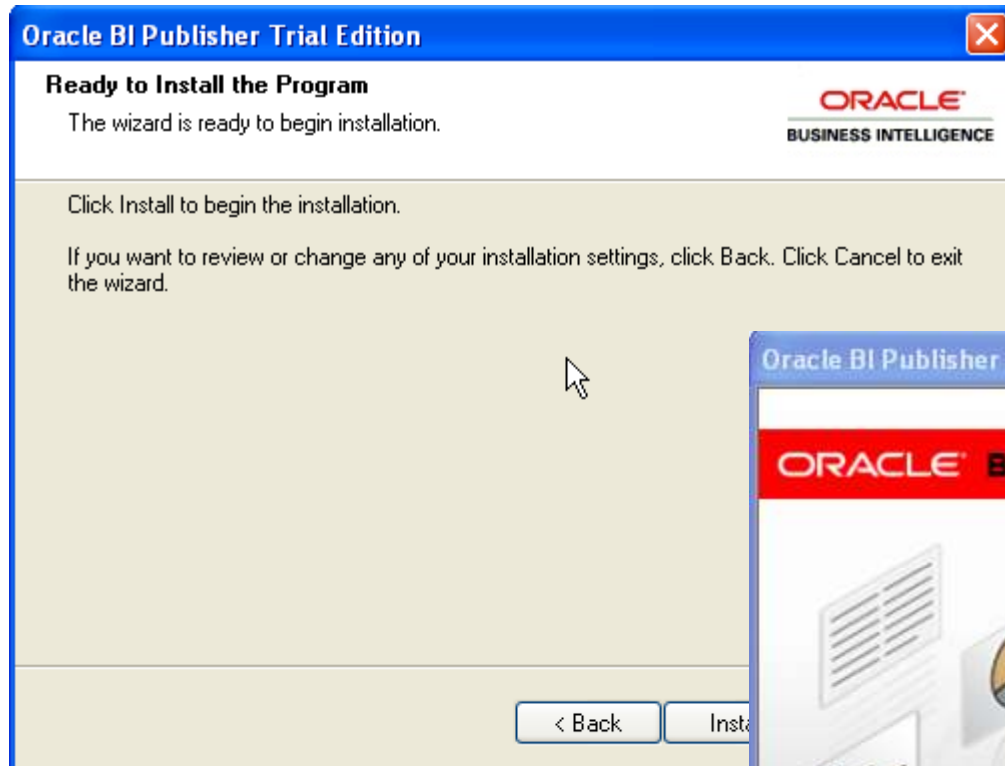 Oracle BI Publisher Trial Edition
Ready to Install the Program
The wizard is ready to begin installation.
ORACLE
BUSINESS INTELLIGENCE
Click Install to begin the installation.
If you want to review or change any of your installation settings, click Back. Click Cancel to exit
the wizard.
Oracle BI Publisher
ORACLE
< Back